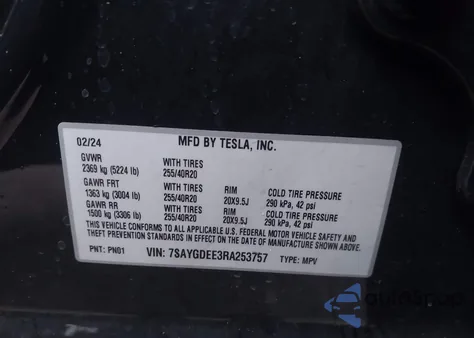 02/24 MFD BY TESLA, INC.
GVWR WITH TIRES
2369 kg (5224 lb) 255/40R20
GAWR FRT WITH TIRES RIM COLD TIRE PRESSURE
1363 kg (3004 lb) 255/40R20 20X9.5J 290 kPa, 42 psi
GAWR RR WITH TIRES RIM COLD TIRE PRESSURE
1500 kg (3306 lb) 255/40R20 20X9.5J 290 kPa, 42 psi
THIS VEHICLE CONFORMS TO ALL APPLICABLE U.S. FEDERAL MOTOR VEHICLE SAFETY AND
THEFT PREVENTION STANDARDS IN EFFECT ON THE DATE OF MANUFACTURE SHOWN ABOVE.
PNT: PN01 VIN: 7SAYGDEE3RA253757 TYPE: MPV